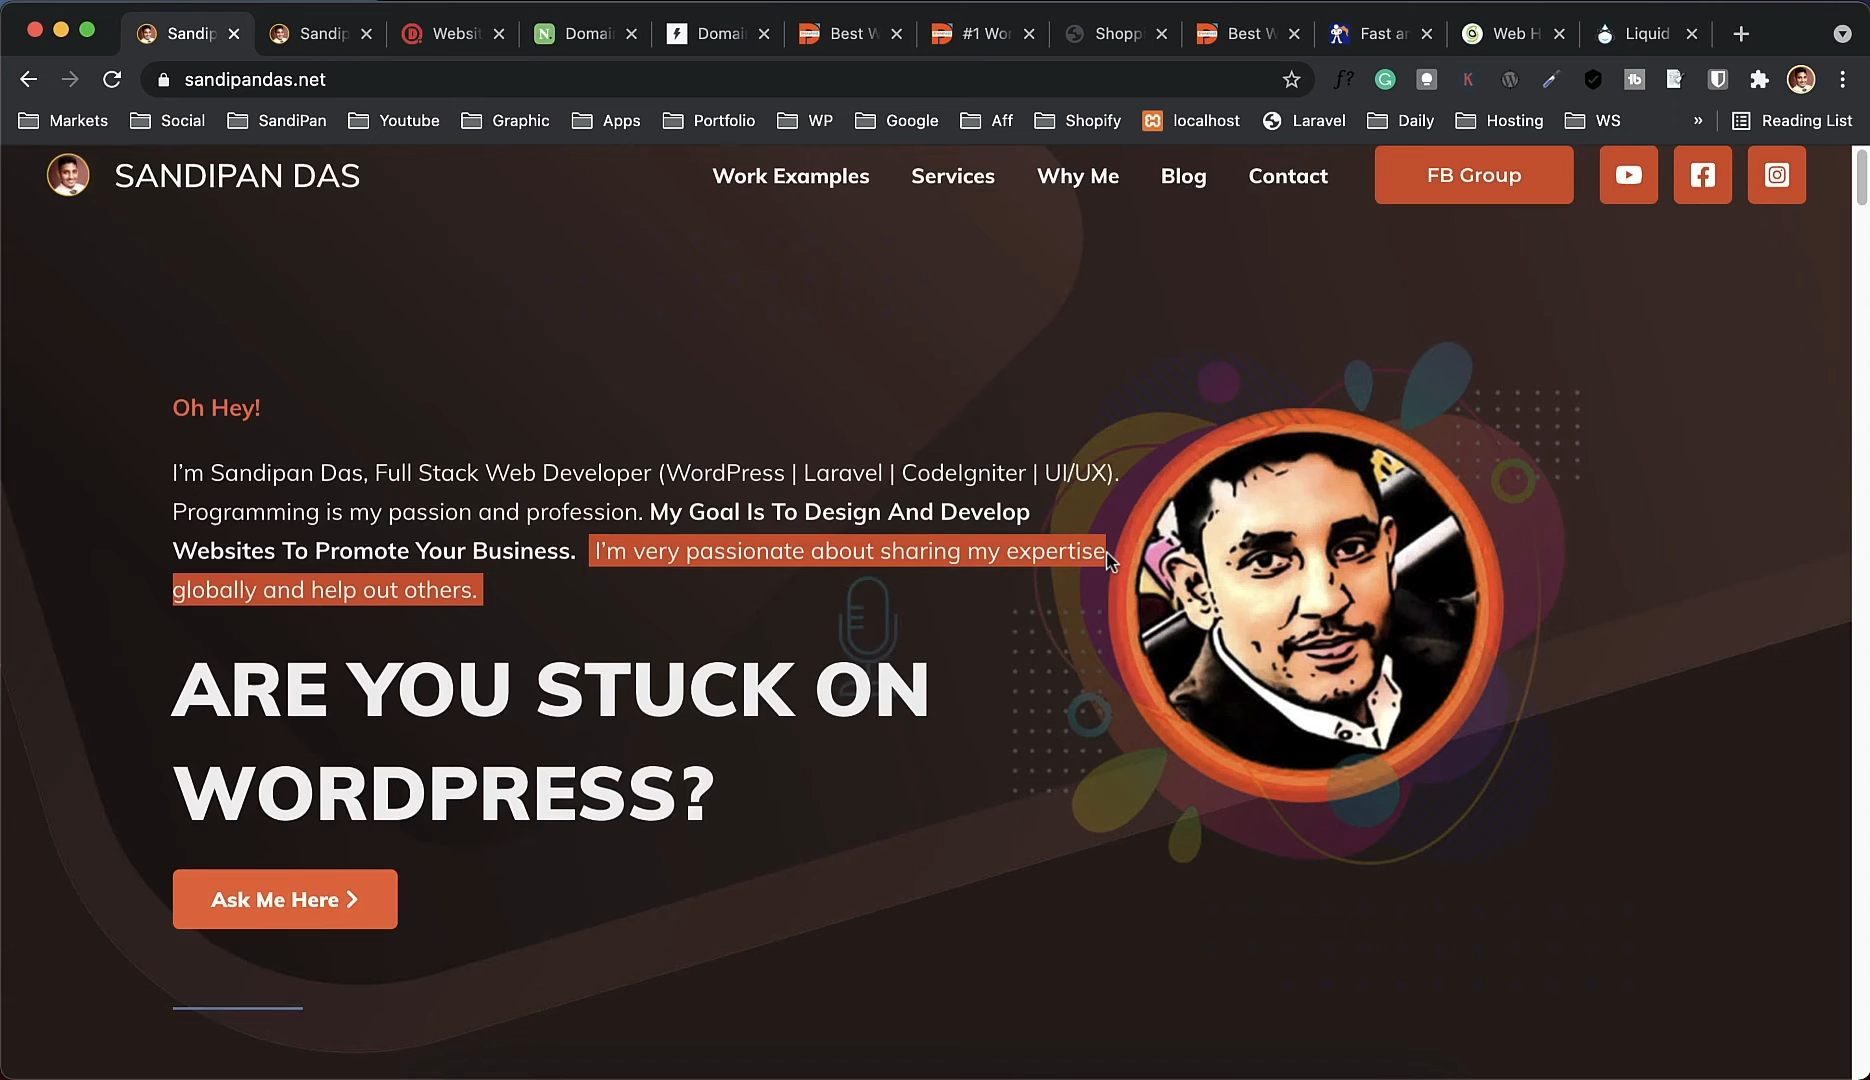 Sandip
Sandip
Websit
Domain
Domai
Best W
#1 Wor
Shopp
Best W
Fast an
Web H
Liquid
sandipandas.net
Markets
Social
SandiPan
Youtube
Graphic
Apps
Portfolio
WP
Google
Aff
Shopify
localhost
Laravel
Daily
Hosting
WS
»
Reading List
SANDIPAN DAS
Work Examples
Services
Why Me
Blog
Contact
FB Group
Oh Hey!
I'm Sandipan Das, Full Stack Web Developer (WordPress | Laravel | CodeIgniter | UI/UX).
Programming is my passion and profession. My Goal Is To Design And Develop
Websites To Promote Your Business. I'm very passionate about sharing my expertise
globally and help out others.
ARE YOU STUCK ON
WORDPRESS?
Ask Me Here